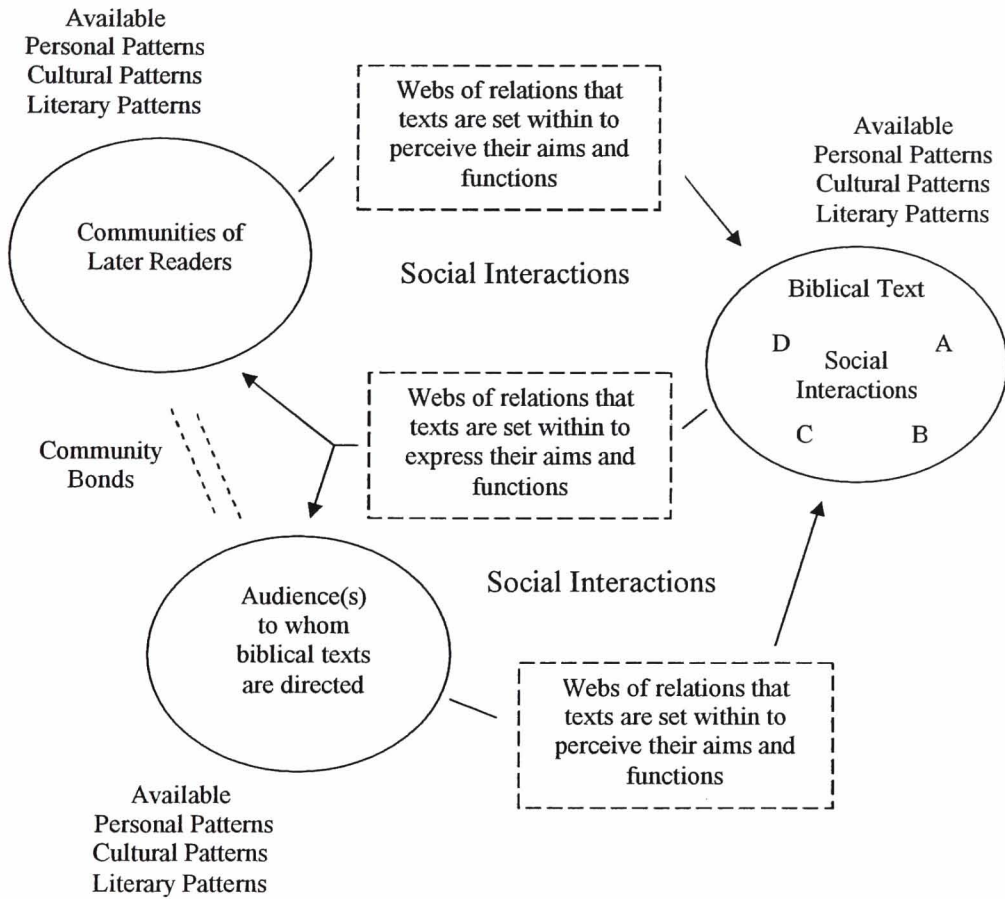 Available
Personal Patterns
Cultural Patterns
Literary Patterns
Webs of relations that
texts are set within to
perceive their aims and
functions
Available
Personal Patterns
Cultural Patterns
Literary Patterns
Communities of
Later Readers
Social Interactions
Biblical Text
D
A
Social
Interactions
C
B
Webs of relations that
texts are set within to
express their aims and
functions
Community
Bonds
Social Interactions
Audience(s)
to whom
biblical texts
are directed
Webs of relations that
texts are set within to
perceive their aims and
functions
Available
Personal Patterns
Cultural Patterns
Literary Patterns